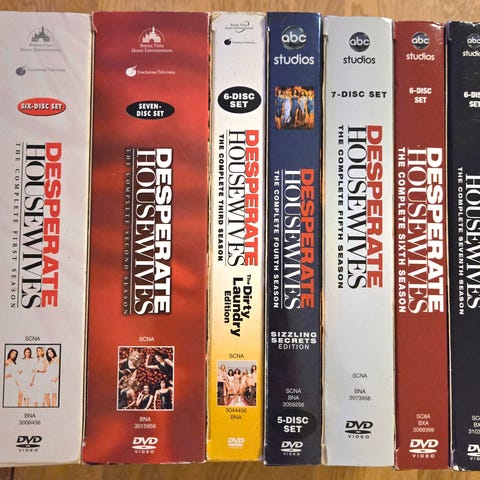 Buena Vista
Home Entertainment
Touchstone Television
SIX-DISC SET
DESPERATE
HOUSEWIVES
THE COMPLETE FIRST SEASON
SCNA
BNA
3006456
DVD
VIDEO
Buena Vista
Home Entertainment
Touchstone Television
SEVEN-
DISC SET
DESPERATE
HOUSEWIVES
THE COMPLETE SECOND SEASON
SCNA
BNA
3015956
DVD
VIDEO
Touchstone Television
6-DISC
SET
DESPERATE
HOUSEWIVES
THE COMPLETE THIRD SEASON
The Dirty
Laundry
Edition
SCNA
3044456
BNA
DVD
VIDEO
abc
studios
DESPERATE
HOUSEWIVES
THE COMPLETE FOURTH SEASON
SIZZLING
SECRETS
EDITION
SCNA
BNA
3059256
5-DISC
SET
DVD
VIDEO
abc
studios
7-DISC SET
DESPERATE
HOUSEWIVES
THE COMPLETE FIFTH SEASON
SCNA
BNA
3073956
DVD
VIDEO
abc
studios
6-DISC
SET
DESPERATE
HOUSEWIVES
THE COMPLETE SIXTH SEASON
SC6A
BXA
3089399
DVD
VIDEO
abc
HOUSEWIVES
THE COMPLETE SEVENTH SEASON